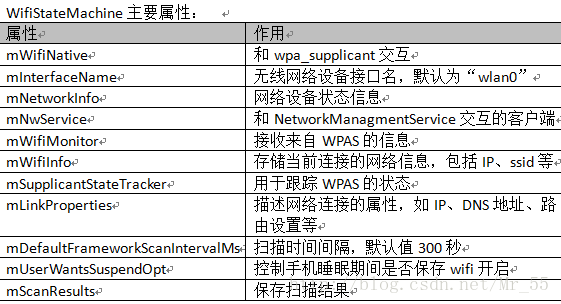 WifiStateMachine 主要属性：
属性 作用
mWifiNative 和 wpa_supplicant 交互
mInterfaceName 无线网络设备接口名，默认为“wlan0”
mNetworkInfo 网络设备状态信息
mNwService 和 NetworkManagmentService 交互的客户端
mWifiMonitor 接收来自 WPAS 的信息
mWifiInfo 存储当前连接的网络信息，包括 IP、ssid 等
mSupplicantStateTracker 用于跟踪 WPAS 的状态
mLinkProperties 描述网络连接的属性，如 IP、DNS 地址、路
由设置等
mDefaultFrameworkScanIntervalMs 扫描时间间隔，默认值 300 秒
mUserWantsSuspendOpt 控制手机睡眠期间是否保存 wifi 开启
mScanResults 保存扫描结果
blog.csdn.net/Mr_55